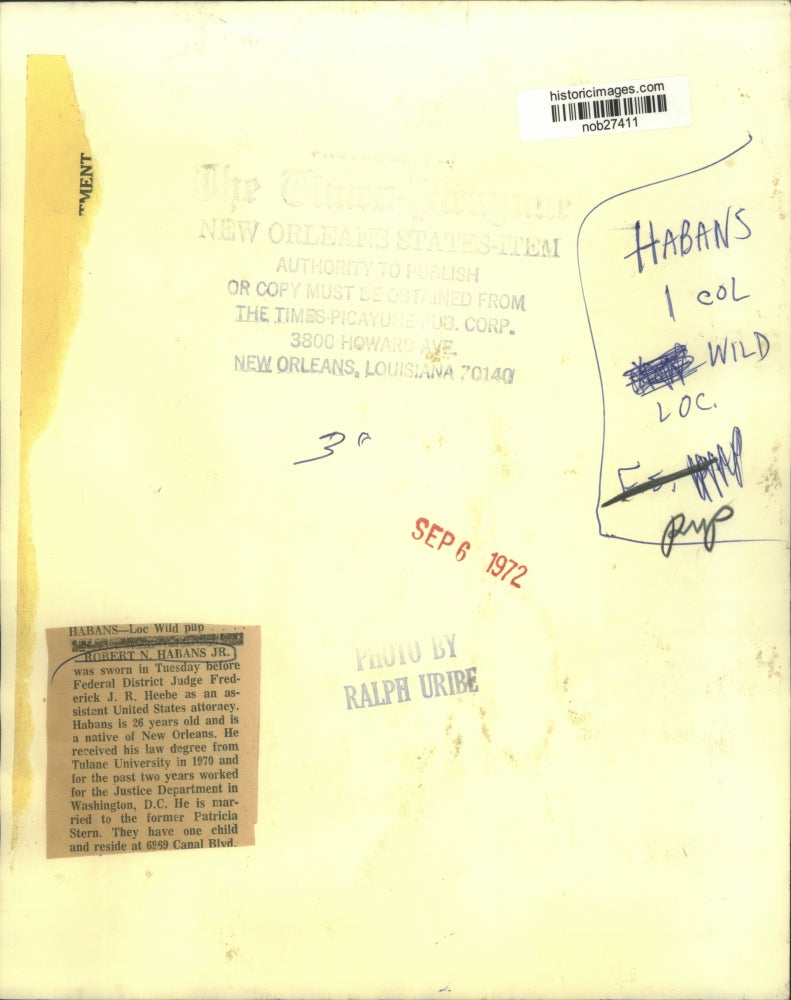 historicimages.com
nob27411
TMENT
The Times-Picayune
NEW ORLEANS STATES-ITEM
AUTHORITY TO PUBLISH
OR COPY MUST BE OBTAINED FROM
THE TIMES-PICAYUNE PUB. CORP.
3800 HOWARD AVE.
NEW ORLEANS, LOUISIANA 70140
HABANS
1 COL
WILD
LOC.
pup
3"
SEP 6 1972
PHOTO BY
RALPH URIBE
HABANS—Loc Wild pup
ROBERT N. HABANS JR.
was sworn in Tuesday before
Federal District Judge Fred-
erick J. R. Heebe as an as-
sistant United States attorney.
Habans is 26 years old and is
a native of New Orleans. He
received his law degree from
Tulane University in 1970 and
for the past two years worked
for the Justice Department in
Washington, D.C. He is mar-
ried to the former Patricia
Stern. They have one child
and reside at 6969 Canal Blvd.